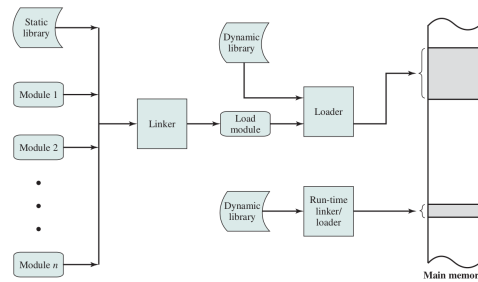 Static
library
Module 1
Module 2
Module n
Linker
Dynamic
library
Load
module
Loader
Dynamic
library
Run-time
linker/
loader
Main memor